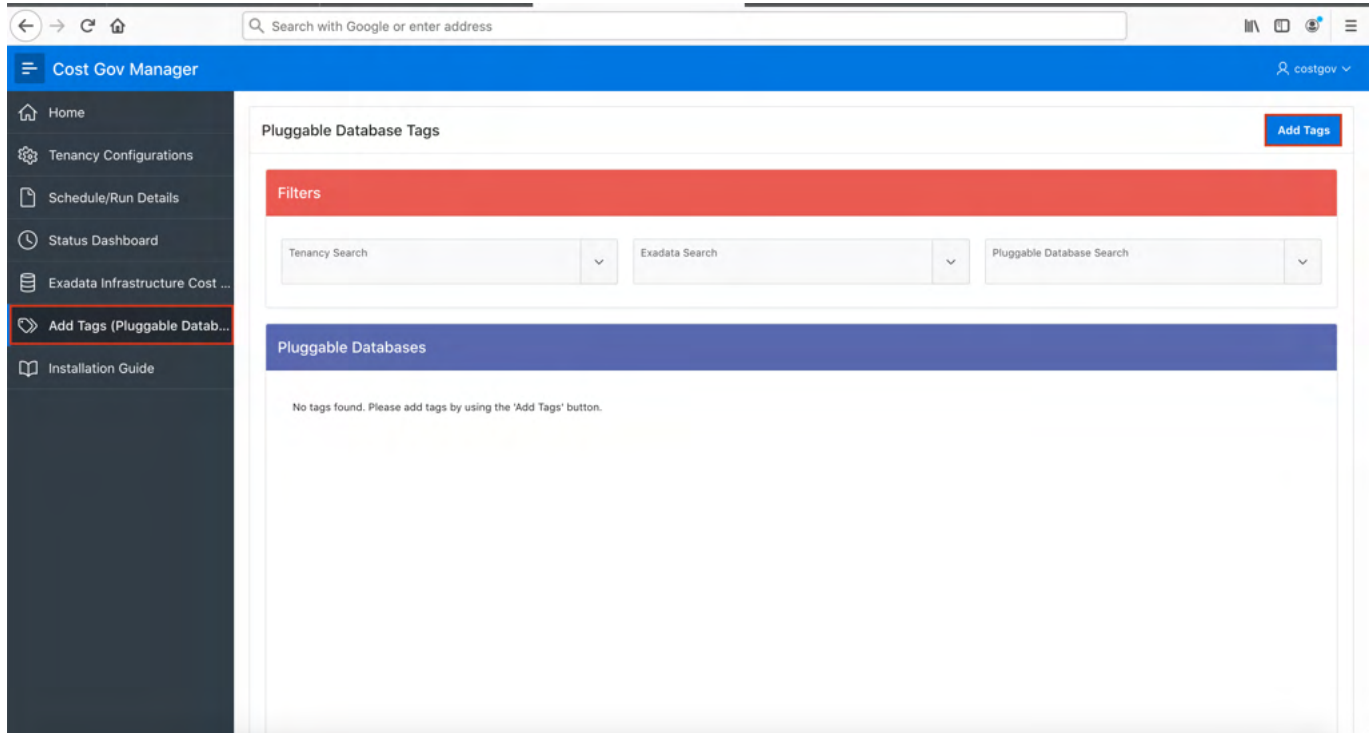 Search with Google or enter address
Cost Gov Manager
costgov
Home
Tenancy Configurations
Schedule/Run Details
Status Dashboard
Exadata Infrastructure Cost ...
Add Tags (Pluggable Datab...
Installation Guide
Pluggable Database Tags
Add Tags
Filters
Tenancy Search
Exadata Search
Pluggable Database Search
Pluggable Databases
No tags found. Please add tags by using the 'Add Tags' button.